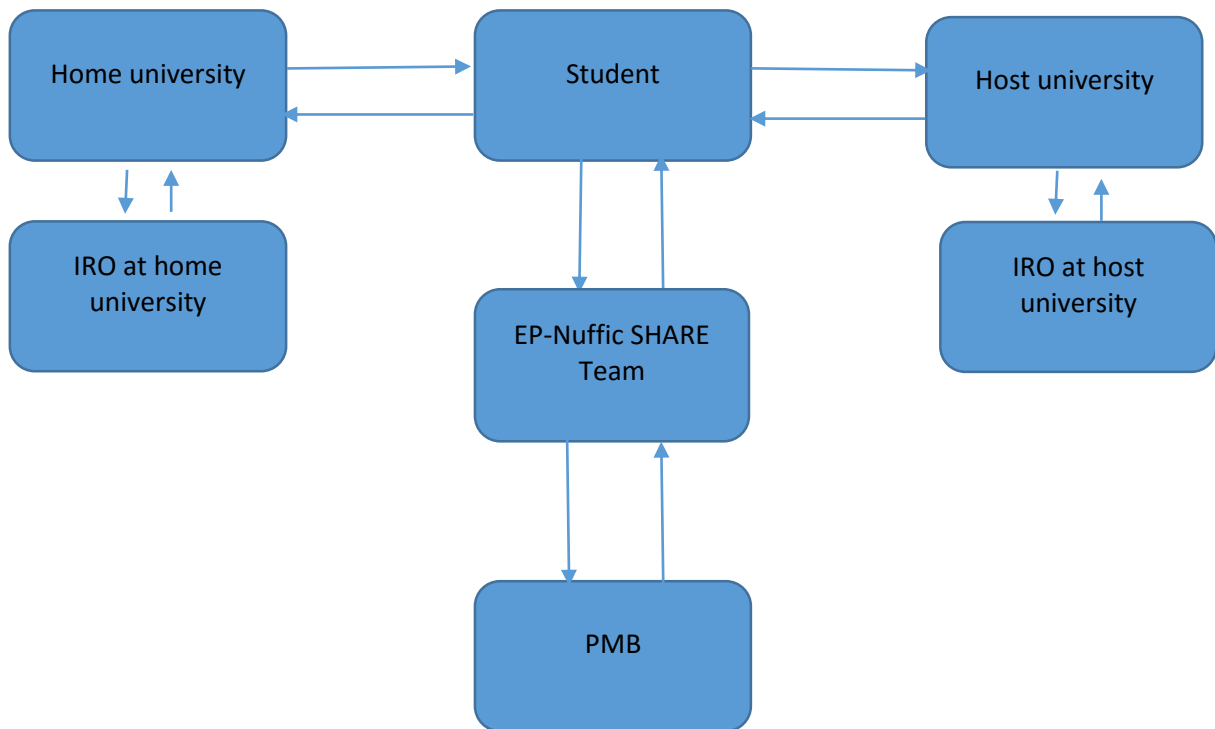 Home university
Student
Host university
IRO at home
university
IRO at host
university
EP-Nuffic SHARE
Team
PMB